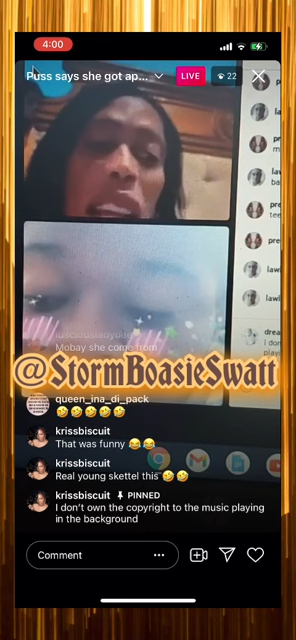 4:00
Puss says she got ap...
LIVE
22
Mobay she come from
@StormBoasieSwatt
queen_ina_di_pack
🤣🤣🤣🤣🤣
krissbiscuit
That was funny 😂😂
krissbiscuit
Real young skettel this 🤣🤣
krissbiscuit PINNED
I don't own the copyright to the music playing
in the background
Comment